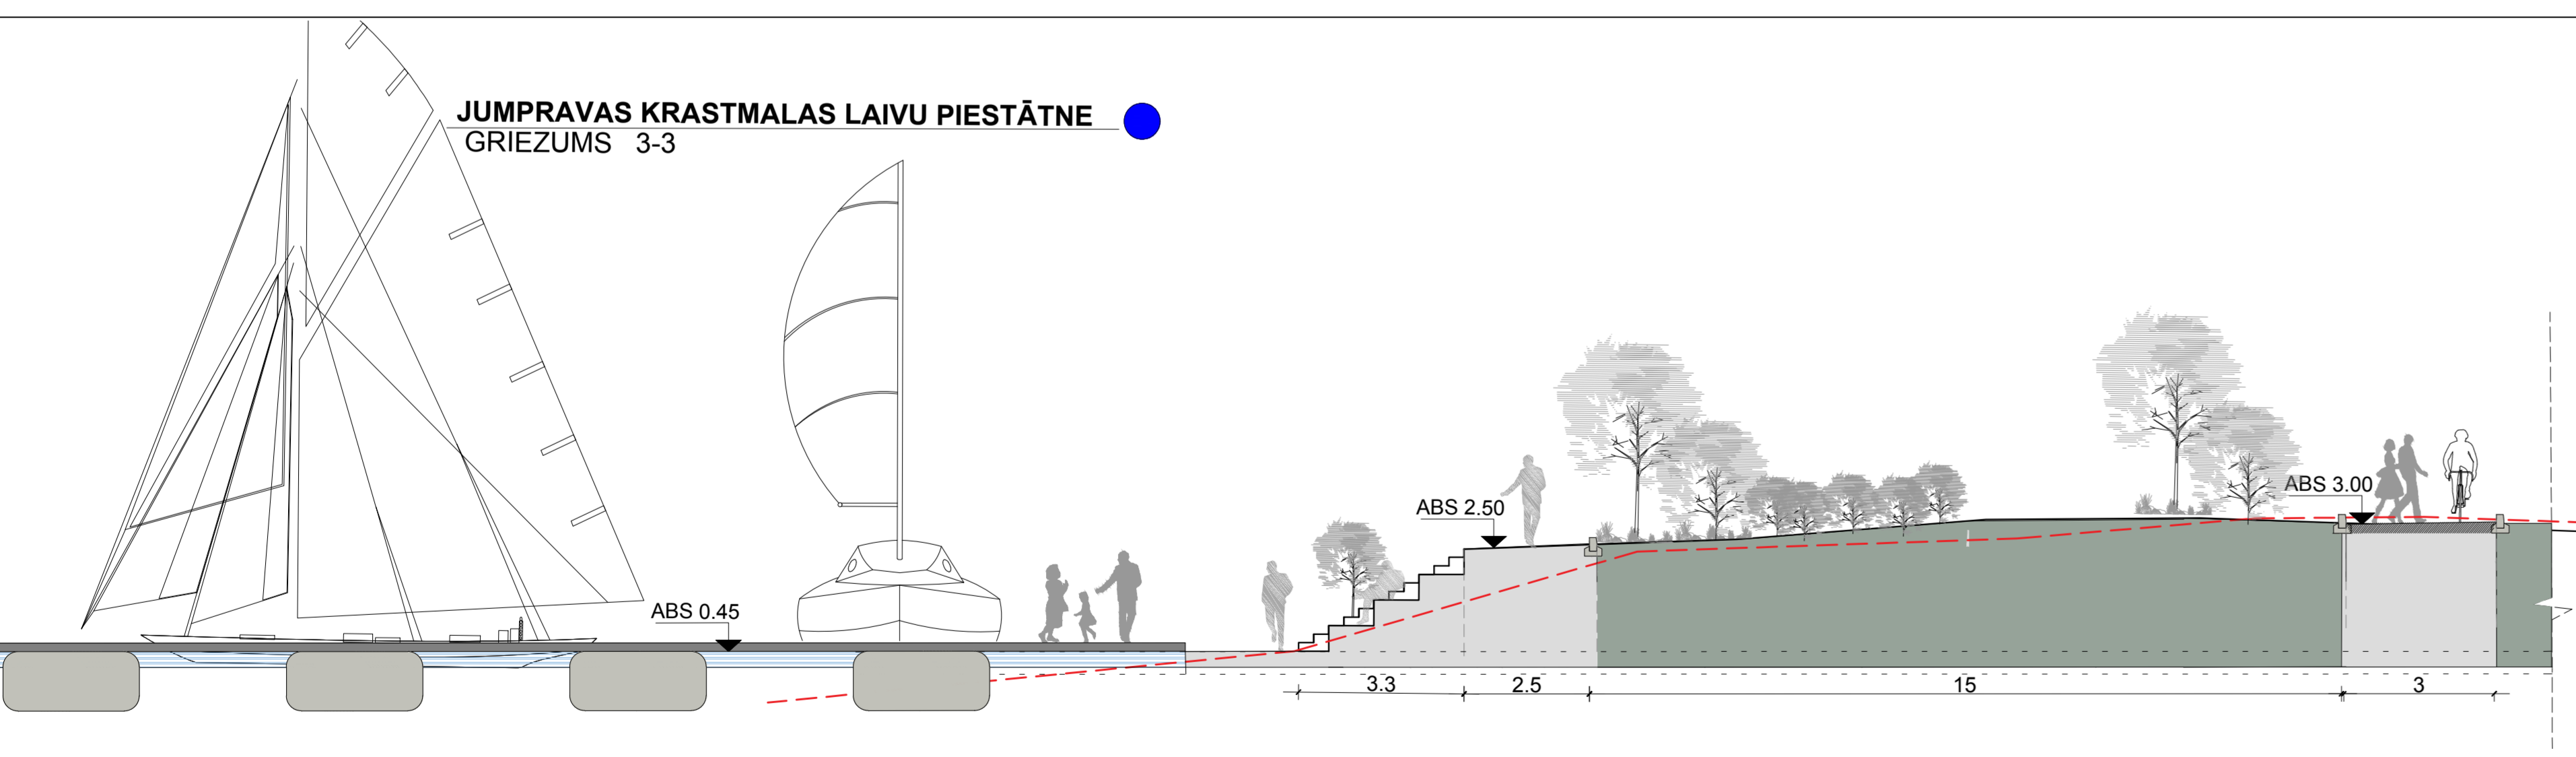 JUMPRAVAS KRASTMALAS LAIVU PIESTĀTNE
GRIEZUMS 3-3
ABS 0.45
ABS 2.50
ABS 3.00
3.3
2.5
15
3